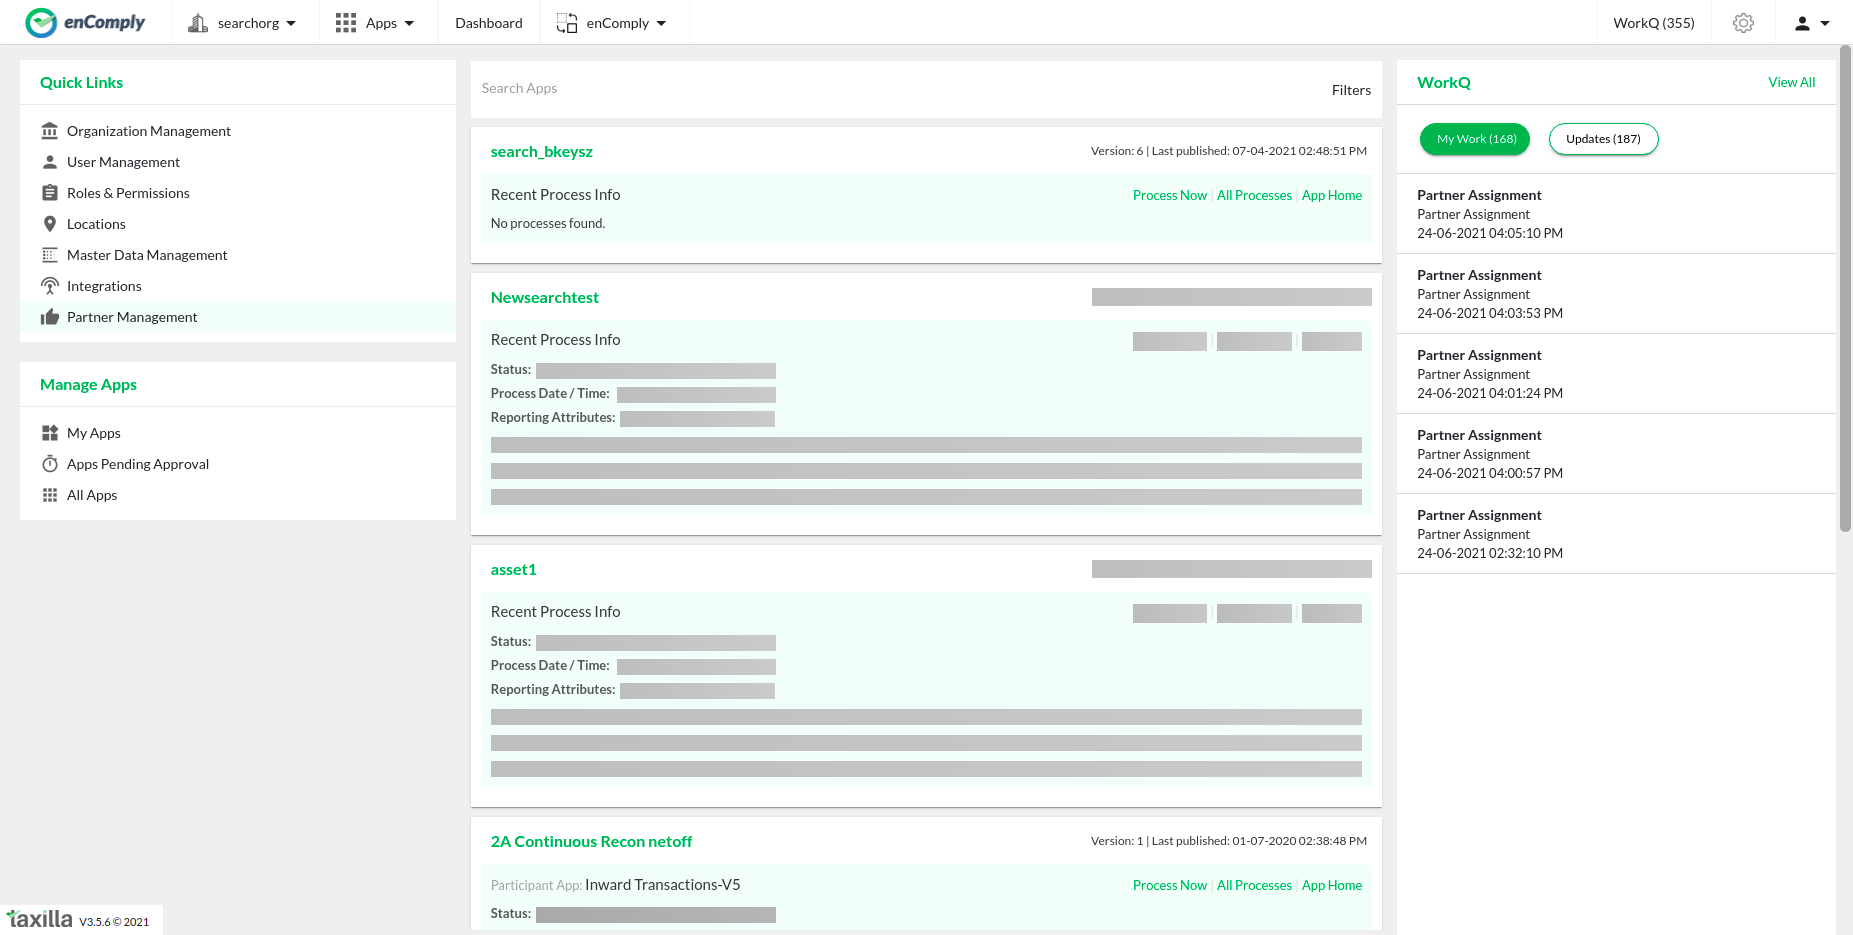 enComply
searchorg
Apps
Dashboard
enComply
WorkQ (355)
Quick Links
Organization Management
User Management
Roles & Permissions
Locations
Master Data Management
Integrations
Partner Management
Manage Apps
My Apps
Apps Pending Approval
All Apps
Search Apps
Filters
search_bkeysz
Version: 6 | Last published: 07-04-2021 02:48:51 PM
Recent Process Info
Process Now | All Processes | App Home
No processes found.
Newsearchtest
Recent Process Info
Status:
Process Date / Time:
Reporting Attributes:
asset1
Recent Process Info
Status:
Process Date / Time:
Reporting Attributes:
2A Continuous Recon netoff
Version: 1 | Last published: 01-07-2020 02:38:48 PM
Participant App: Inward Transactions-V5
Process Now | All Processes | App Home
Status:
WorkQ
View All
My Work (168)
Updates (187)
Partner Assignment
Partner Assignment
24-06-2021 04:05:10 PM
Partner Assignment
Partner Assignment
24-06-2021 04:03:53 PM
Partner Assignment
Partner Assignment
24-06-2021 04:01:24 PM
Partner Assignment
Partner Assignment
24-06-2021 04:00:57 PM
Partner Assignment
Partner Assignment
24-06-2021 02:32:10 PM
taxilla V3.5.6 © 2021